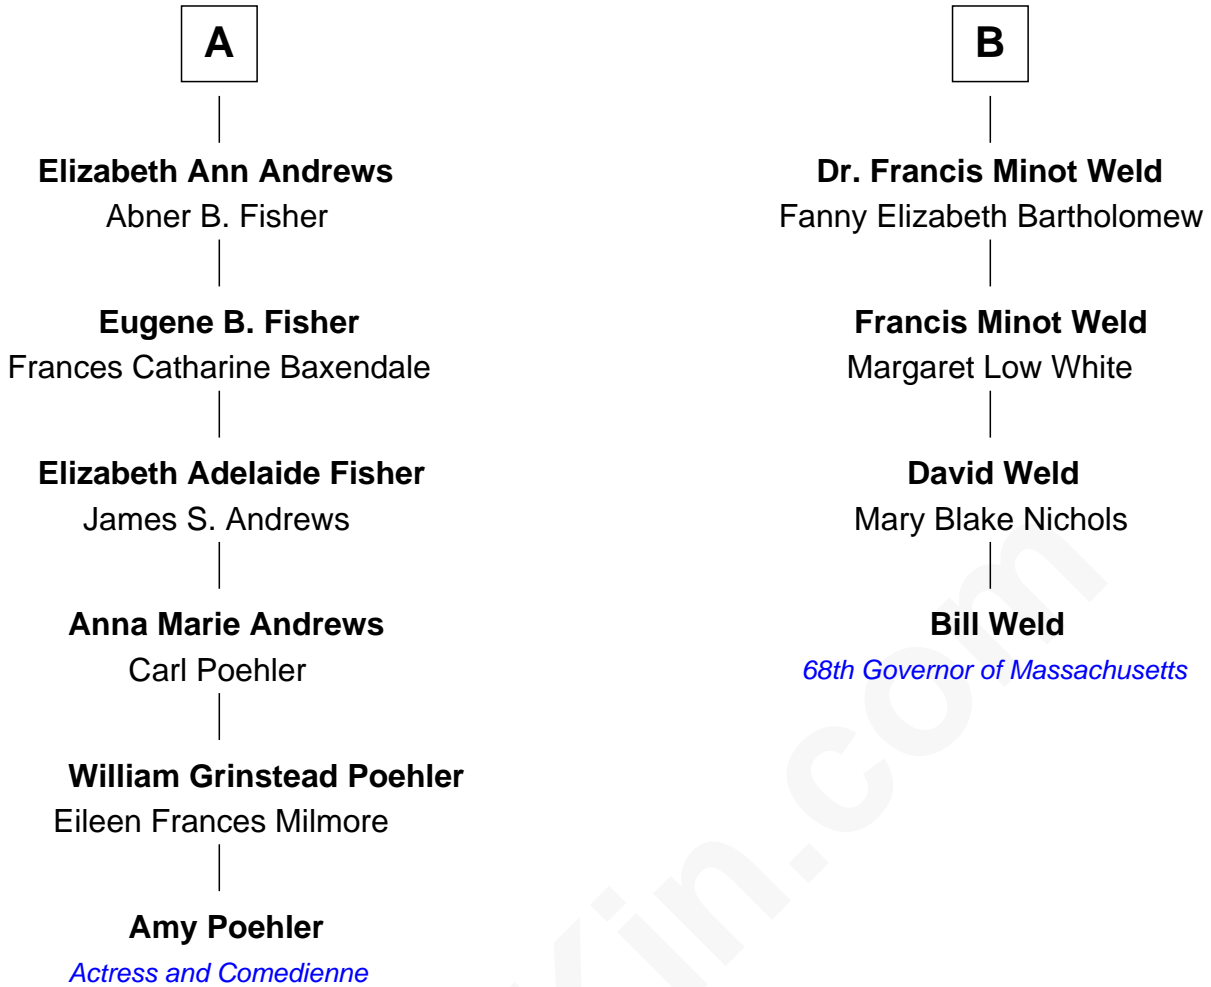 A
Elizabeth Ann Andrews
Abner B. Fisher
Eugene B. Fisher
Frances Catharine Baxendale
Elizabeth Adelaide Fisher
James S. Andrews
Anna Marie Andrews
Carl Poehler
William Grinstead Poehler
Eileen Frances Milmore
Amy Poehler
Actress and Comedienne
B
Dr. Francis Minot Weld
Fanny Elizabeth Bartholomew
Francis Minot Weld
Margaret Low White
David Weld
Mary Blake Nichols
Bill Weld
68th Governor of Massachusetts
Kin.com